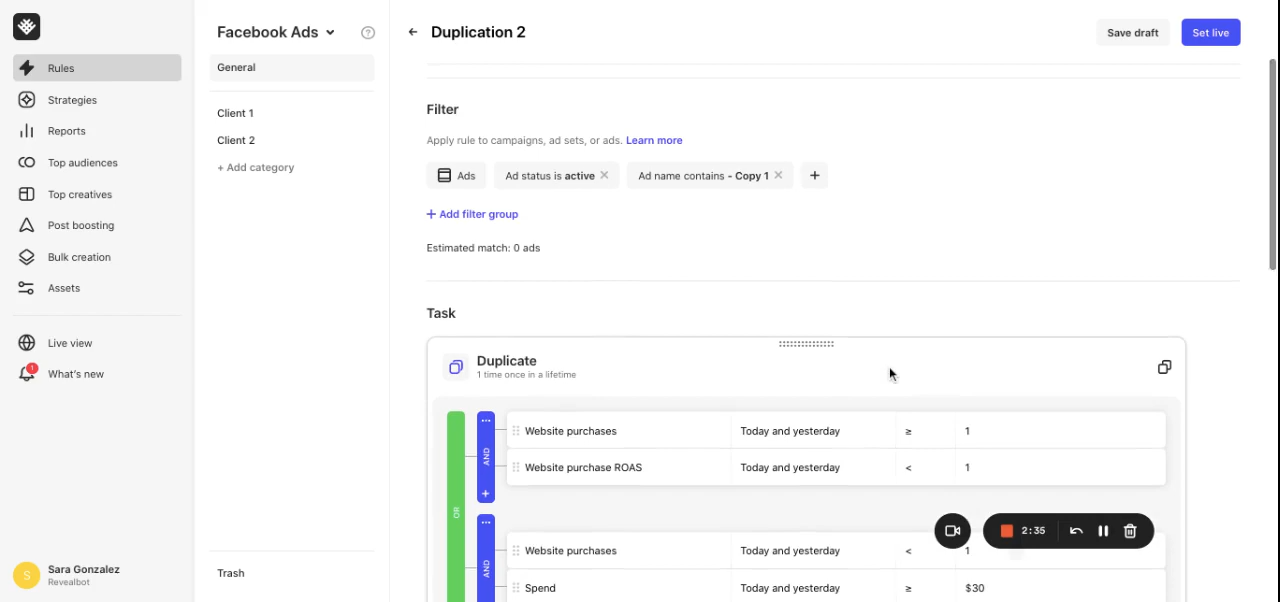 Rules
Strategies
Reports
Top audiences
Top creatives
Post boosting
Bulk creation
Assets
Live view
1
What's new
S
Sara Gonzalez
Revealbot
Facebook Ads
?
General
Client 1
Client 2
+ Add category
Trash
← Duplication 2
Save draft
Set live
Filter
Apply rule to campaigns, ad sets, or ads. Learn more
Ads
Ad status is active ×
Ad name contains - Copy 1 ×
+
+ Add filter group
Estimated match: 0 ads
Task
Duplicate
1 time once in a lifetime
OR
AND
+
Website purchases Today and yesterday ≥ 1
Website purchase ROAS Today and yesterday < 1
AND
Website purchases Today and yesterday < 1
Spend Today and yesterday ≥ $30
2:35